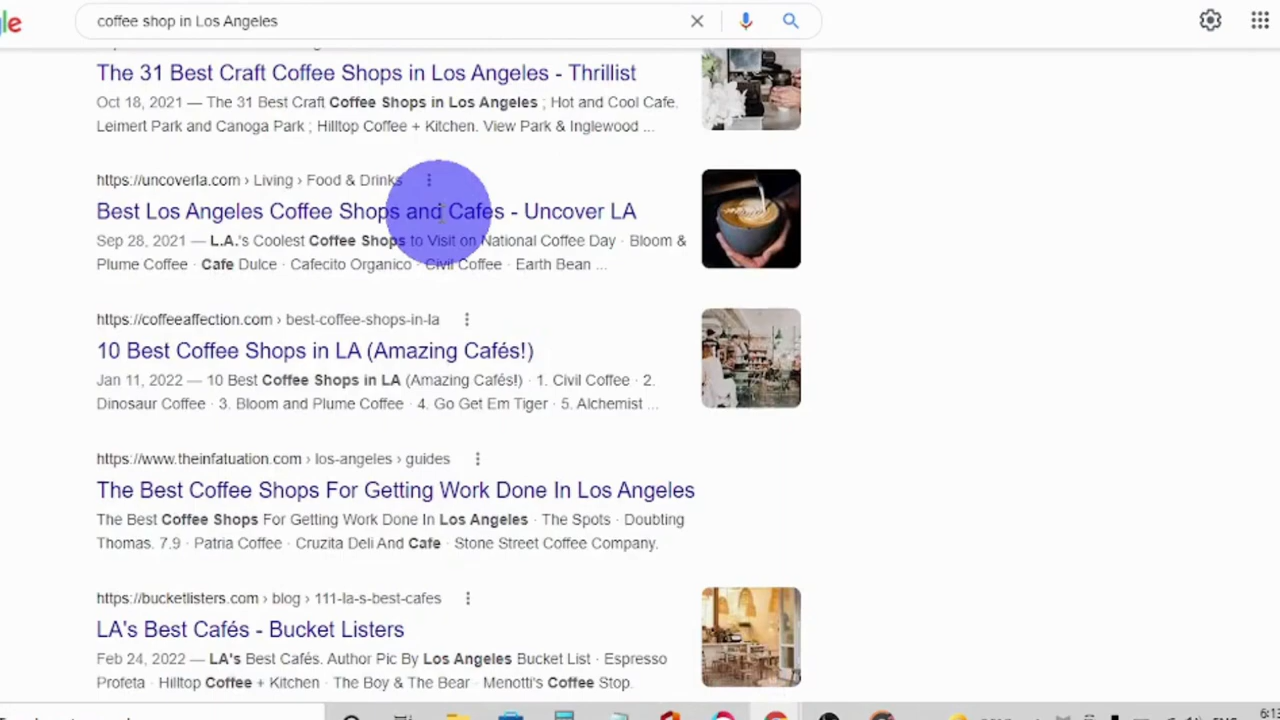 le
coffee shop in Los Angeles
The 31 Best Craft Coffee Shops in Los Angeles - Thrillist
Oct 18, 2021 — The 31 Best Craft Coffee Shops in Los Angeles ; Hot and Cool Cafe.
Leimert Park and Canoga Park ; Hilltop Coffee + Kitchen. View Park & Inglewood ...
https://uncoverla.com › Living › Food & Drinks
Best Los Angeles Coffee Shops and Cafes - Uncover LA
Sep 28, 2021 — L.A.'s Coolest Coffee Shops to Visit on National Coffee Day · Bloom &
Plume Coffee · Cafe Dulce · Cafecito Organico · Civil Coffee · Earth Bean ...
https://coffeeaffection.com › best-coffee-shops-in-la
10 Best Coffee Shops in LA (Amazing Cafés!)
Jan 11, 2022 — 10 Best Coffee Shops in LA (Amazing Cafés!) · 1. Civil Coffee · 2.
Dinosaur Coffee · 3. Bloom and Plume Coffee · 4. Go Get Em Tiger · 5. Alchemist ...
https://www.theinfatuation.com › los-angeles › guides
The Best Coffee Shops For Getting Work Done In Los Angeles
The Best Coffee Shops For Getting Work Done In Los Angeles · The Spots · Doubting
Thomas. 7.9 · Patria Coffee · Cruzita Deli And Cafe · Stone Street Coffee Company.
https://bucketlisters.com › blog › 111-la-s-best-cafes
LA's Best Cafés - Bucket Listers
Feb 24, 2022 — LA's Best Cafés. Author Pic By Los Angeles Bucket List · Espresso
Profeta · Hilltop Coffee + Kitchen · The Boy & The Bear · Menotti's Coffee Stop.
6:13